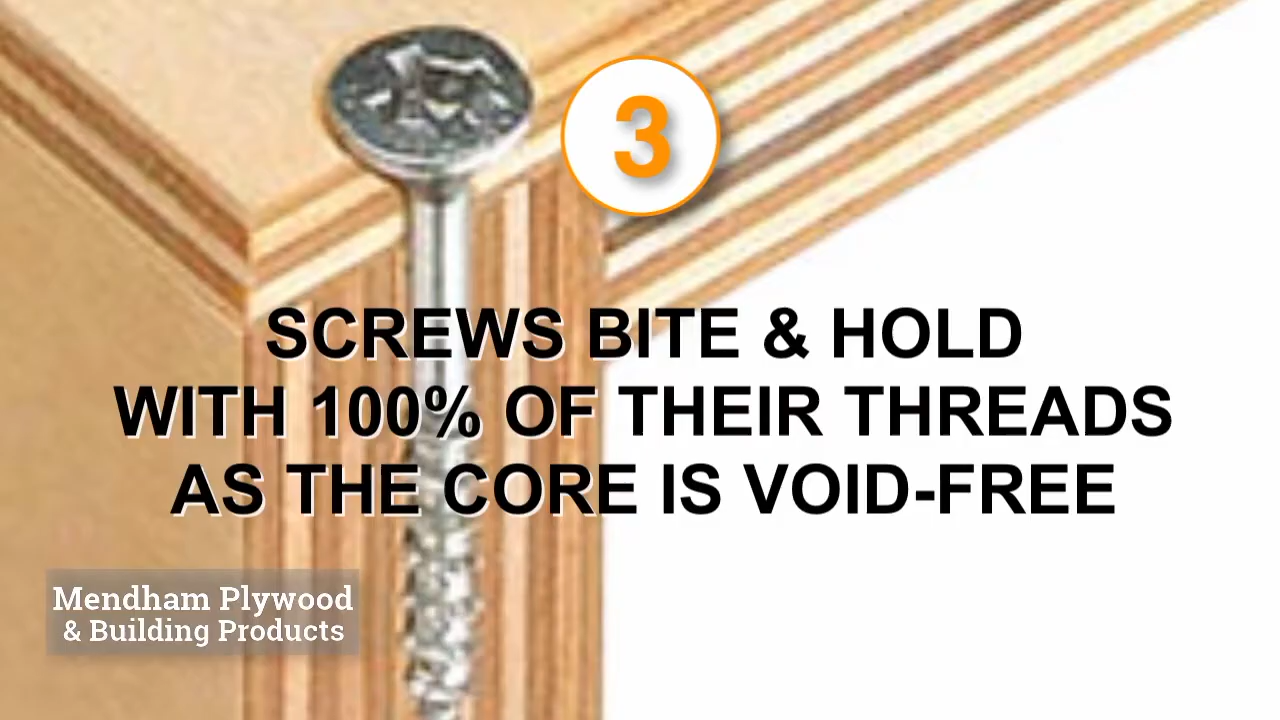 3
SCREWS BITE & HOLD
WITH 100% OF THEIR THREADS
AS THE CORE IS VOID-FREE
Mendham Plywood
& Building Products